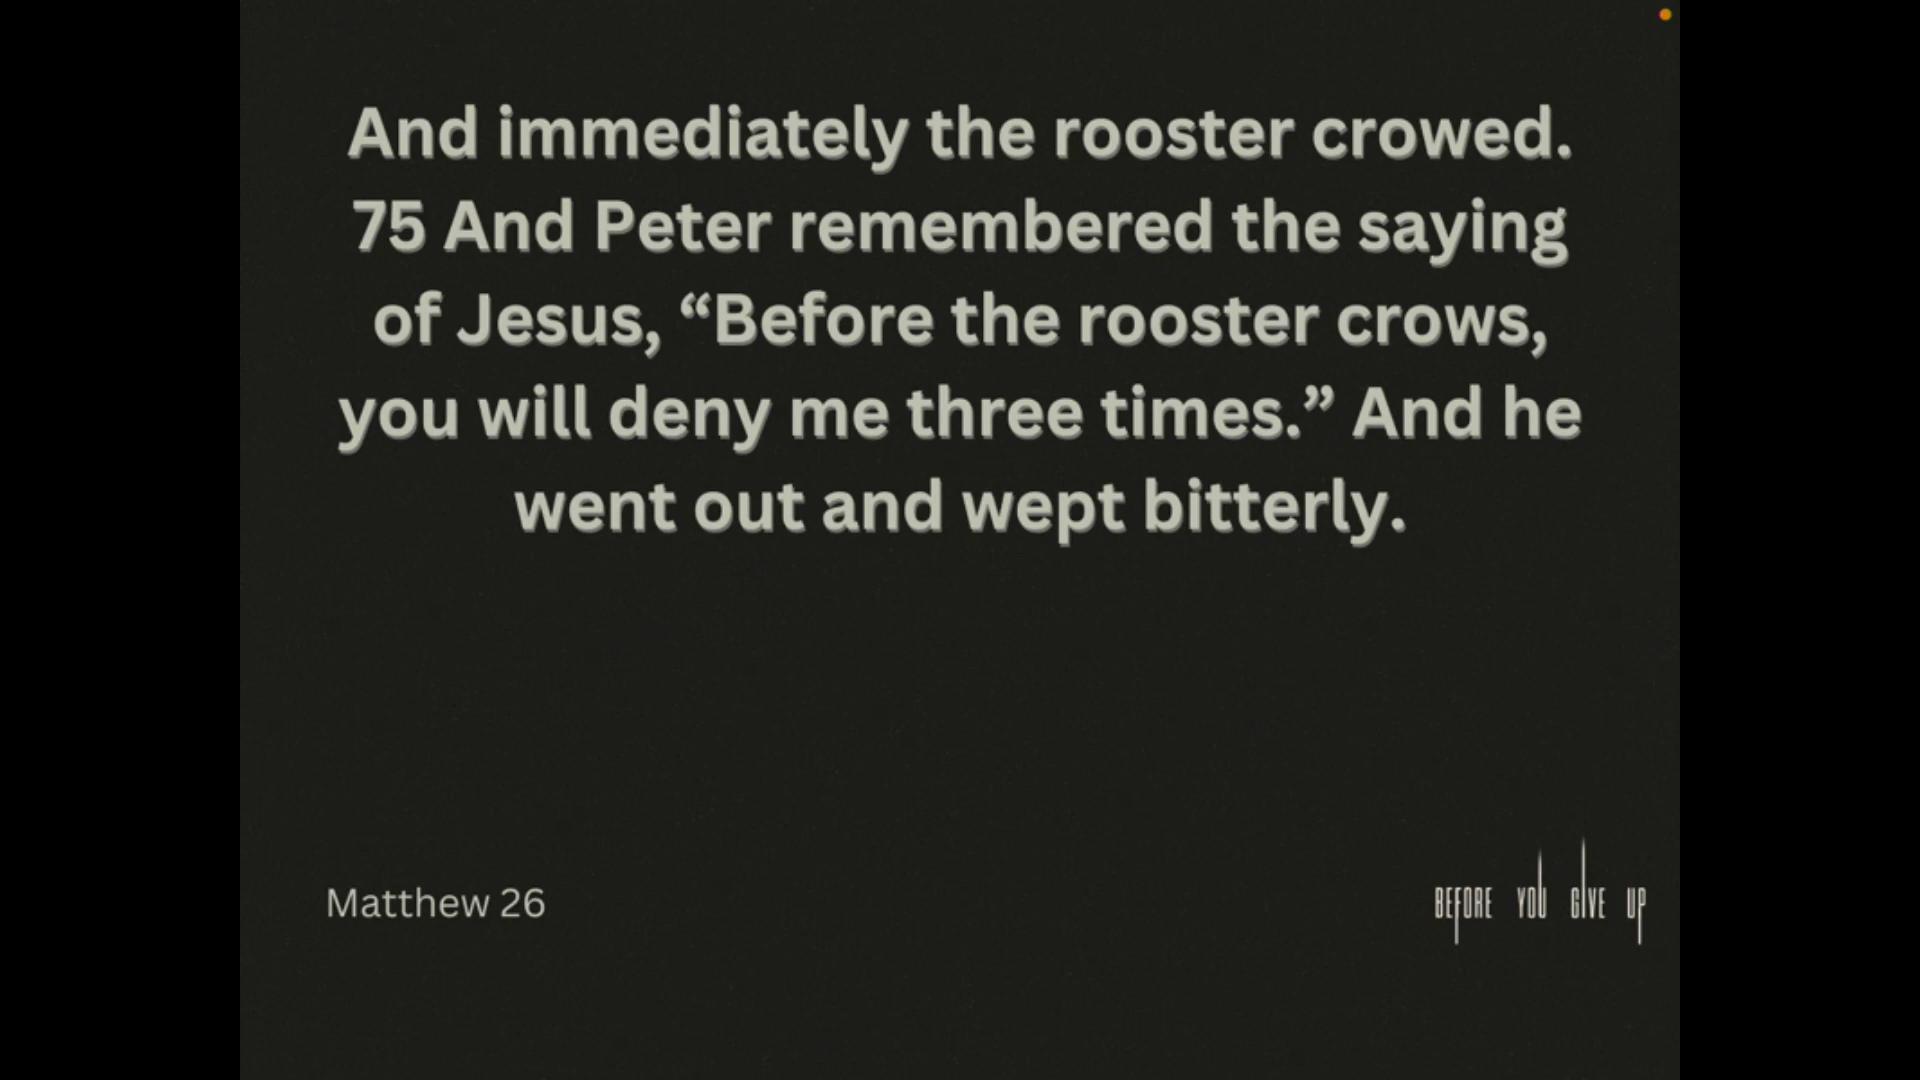 And immediately the rooster crowed.
75 And Peter remembered the saying
of Jesus, “Before the rooster crows,
you will deny me three times.” And he
went out and wept bitterly.
Matthew 26
BEFORE YOU GIVE UP